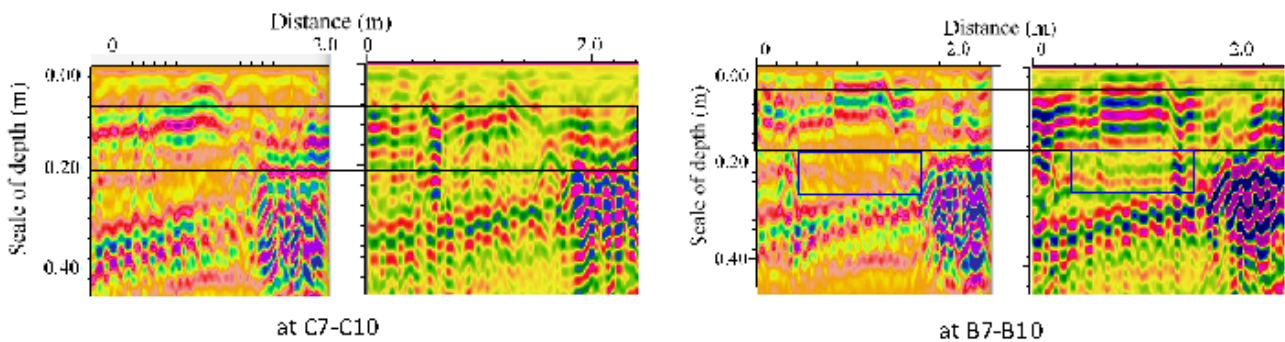 Distance (m)
0 2.0 0 2.0
0.00
0.20
0.40
Scale of depth (m)
at C7-C10
Distance (m)
0 2.0 0 2.0
0.00
0.20
0.40
Scale of depth (m)
at B7-B10